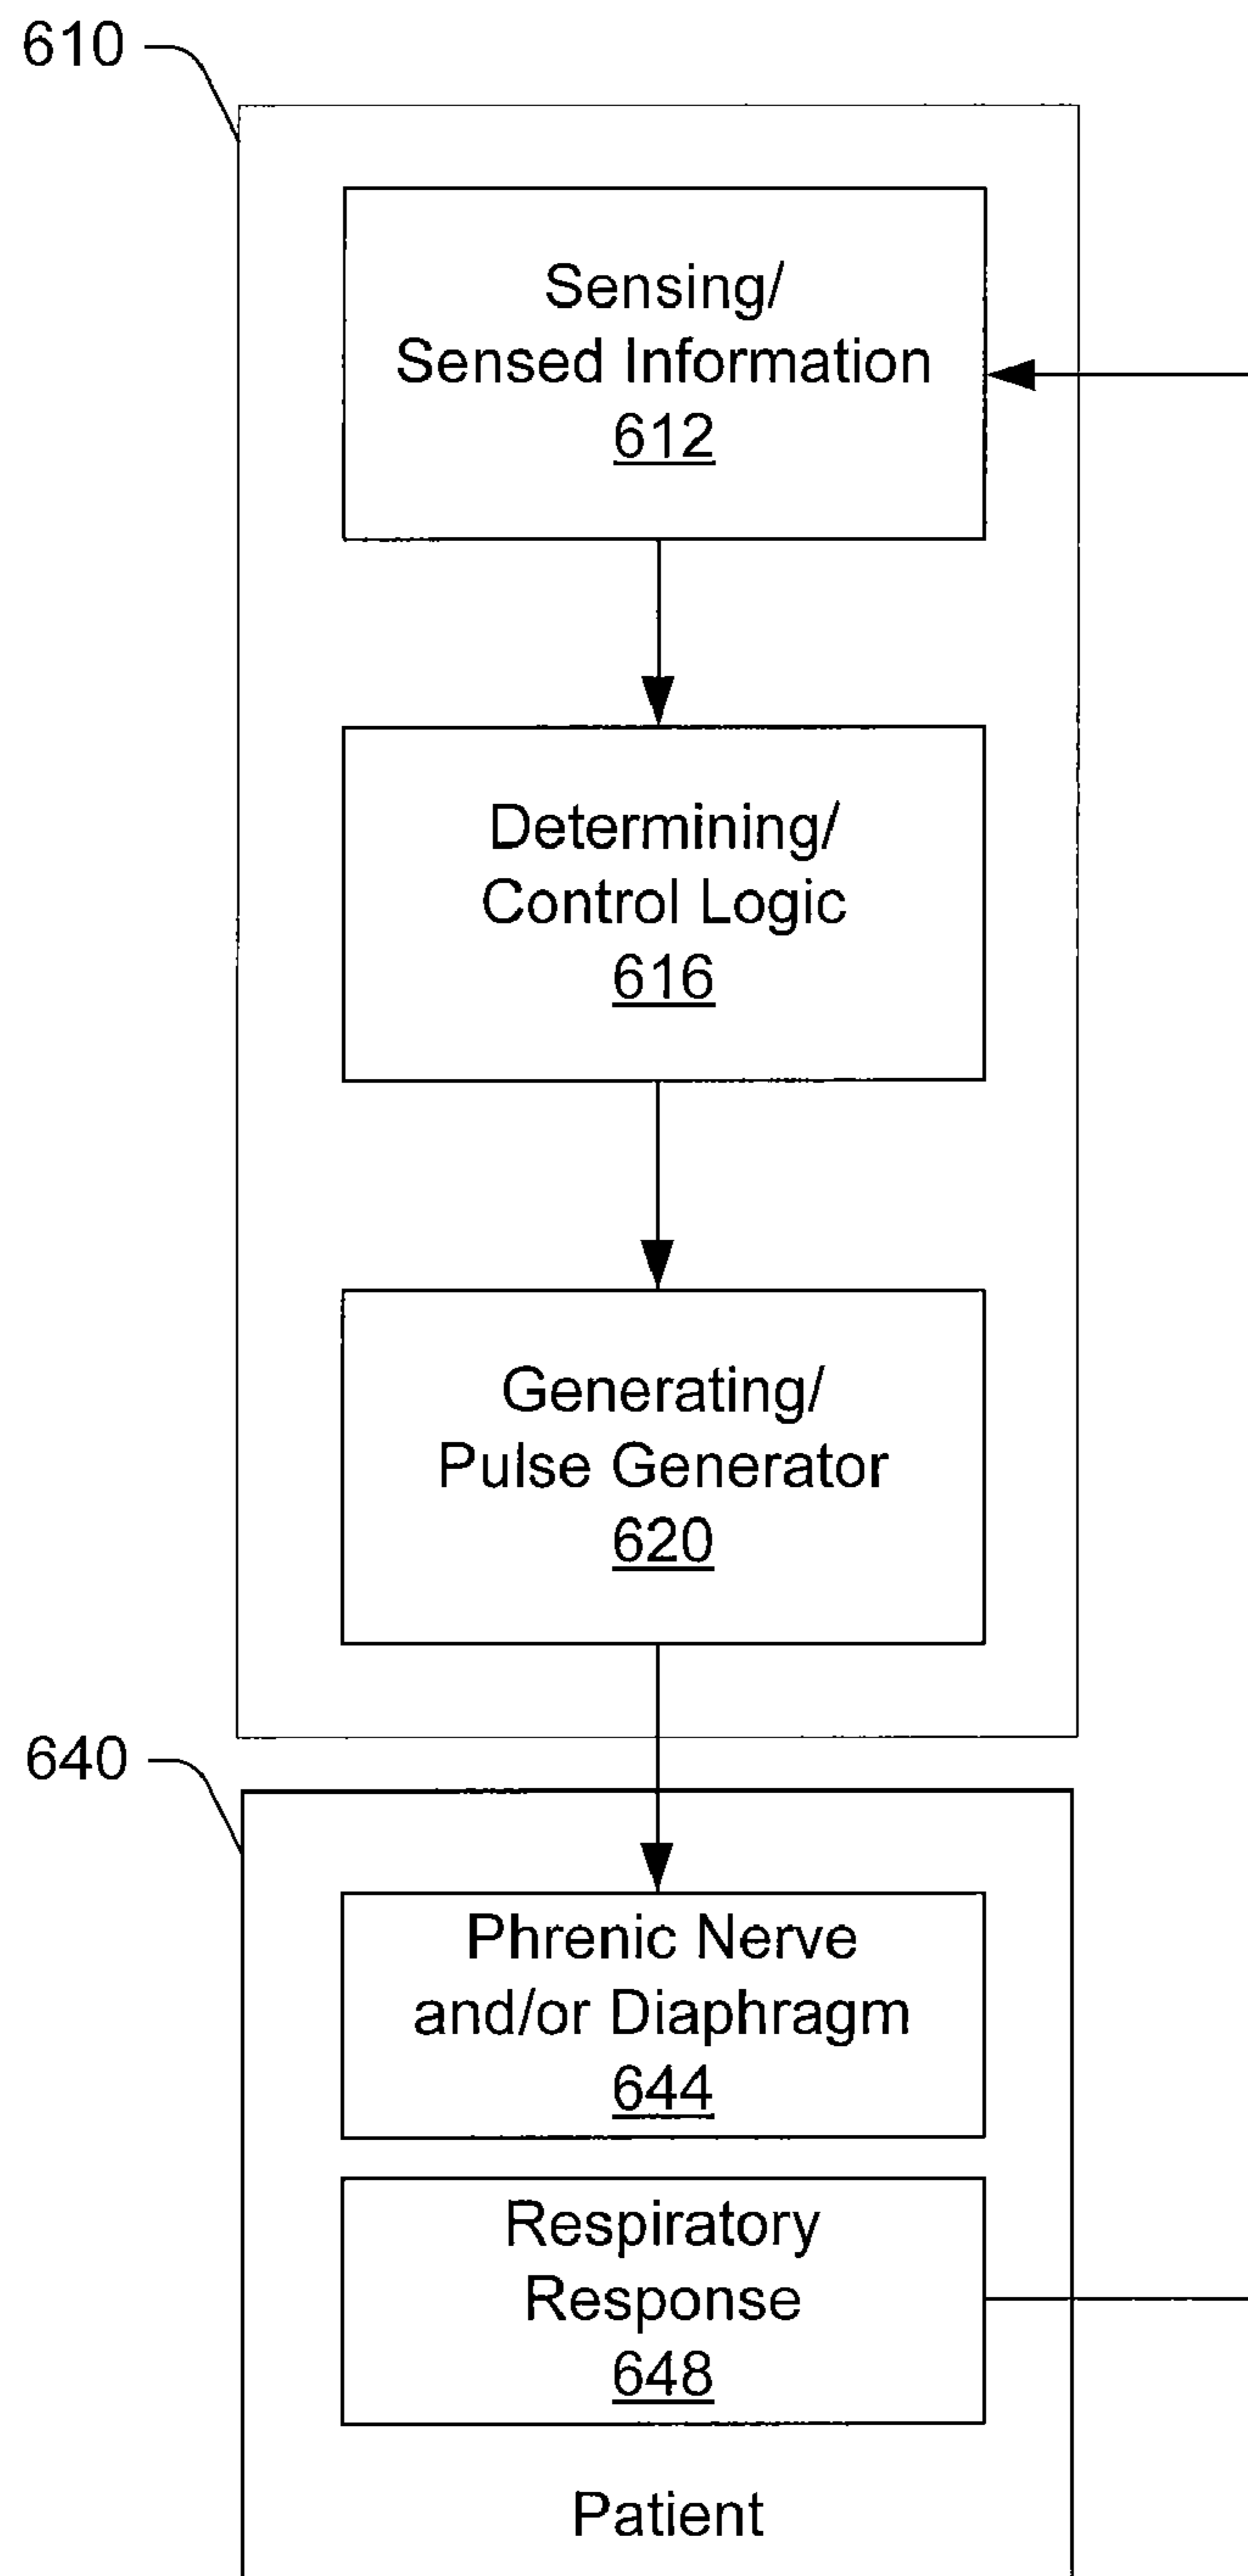 610
Sensing/
Sensed Information
612
Determining/
Control Logic
616
Generating/
Pulse Generator
620
640
Phrenic Nerve
and/or Diaphragm
644
Respiratory
Response
648
Patient